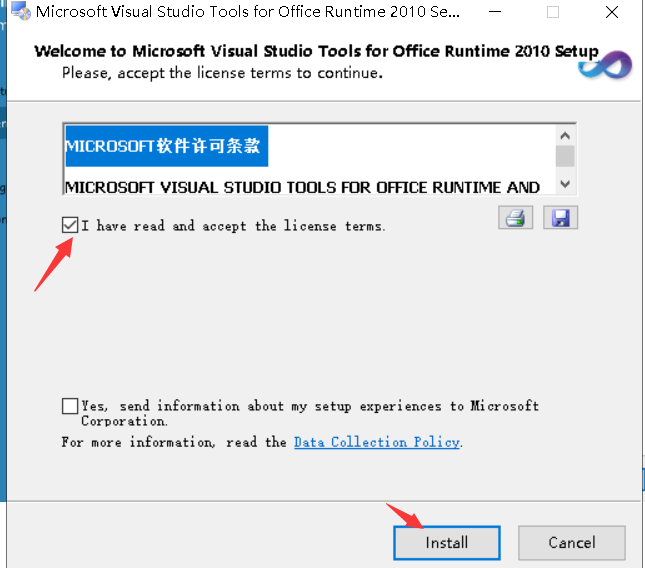 Microsoft Visual Studio Tools for Office Runtime 2010 Se...
Welcome to Microsoft Visual Studio Tools for Office Runtime 2010 Setup
Please, accept the license terms to continue.
MICROSOFT软件许可条款
MICROSOFT VISUAL STUDIO TOOLS FOR OFFICE RUNTIME AND
I have read and accept the license terms.
Yes, send information about my setup experiences to Microsoft
Corporation.
For more information, read the Data Collection Policy.
Install
Cancel